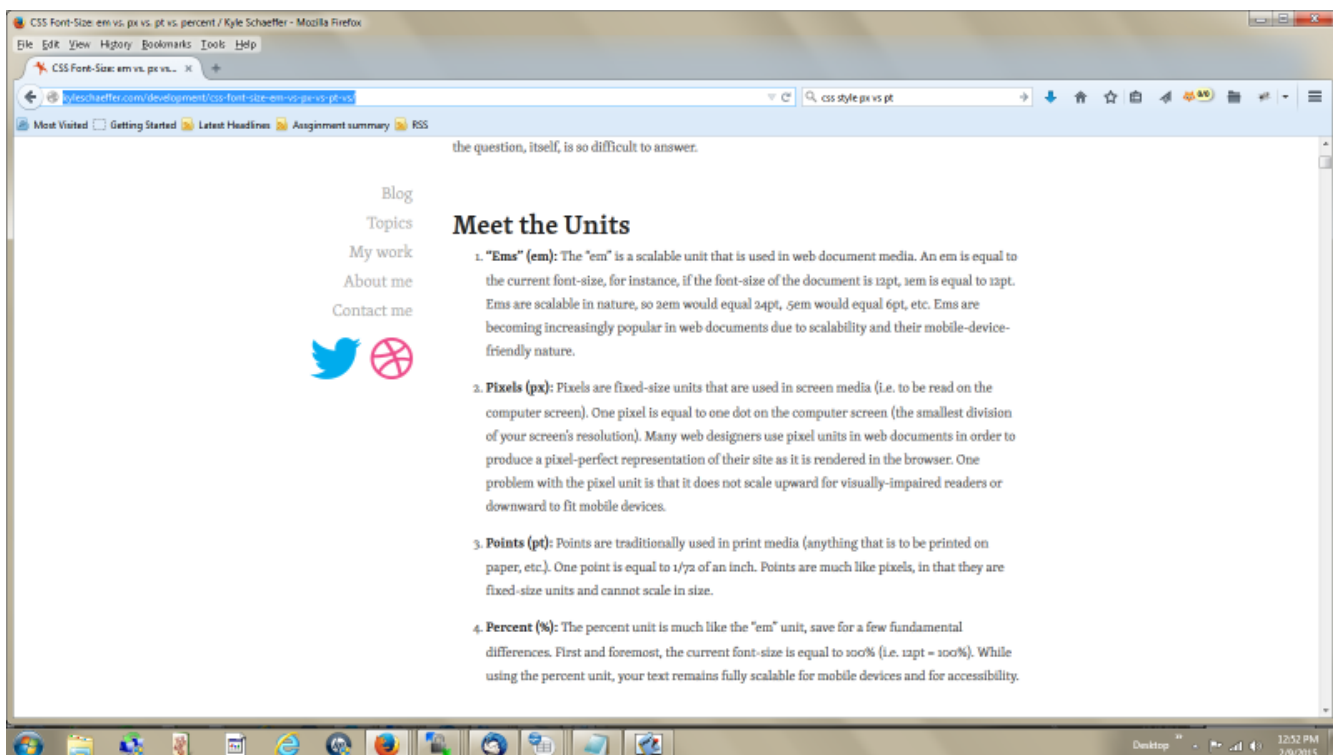 CSS Font-Size: em vs. px vs. pt vs. percent / Kyle Schaeffer - Mozilla Firefox
File Edit View History Bookmarks Tools Help
CSS Font-Size: em vs. px vs....
kyleschaeffer.com/development/css-font-size-em-vs-px-vs-pt-vs/
css style px vs pt
Most Visited Getting Started Latest Headlines Assginment summary RSS
the question, itself, is so difficult to answer.
Blog
Topics
My work
About me
Contact me
Meet the Units
1. "Ems" (em): The "em" is a scalable unit that is used in web document media. An em is equal to
the current font-size, for instance, if the font-size of the document is 12pt, 1em is equal to 12pt.
Ems are scalable in nature, so 2em would equal 24pt, .5em would equal 6pt, etc. Ems are
becoming increasingly popular in web documents due to scalability and their mobile-device-
friendly nature.
2. Pixels (px): Pixels are fixed-size units that are used in screen media (i.e. to be read on the
computer screen). One pixel is equal to one dot on the computer screen (the smallest division
of your screen's resolution). Many web designers use pixel units in web documents in order to
produce a pixel-perfect representation of their site as it is rendered in the browser. One
problem with the pixel unit is that it does not scale upward for visually-impaired readers or
downward to fit mobile devices.
3. Points (pt): Points are traditionally used in print media (anything that is to be printed on
paper, etc.). One point is equal to 1/72 of an inch. Points are much like pixels, in that they are
fixed-size units and cannot scale in size.
4. Percent (%): The percent unit is much like the "em" unit, save for a few fundamental
differences. First and foremost, the current font-size is equal to 100% (i.e. 12pt = 100%). While
using the percent unit, your text remains fully scalable for mobile devices and for accessibility.
Desktop
12:52 PM
2/9/2015